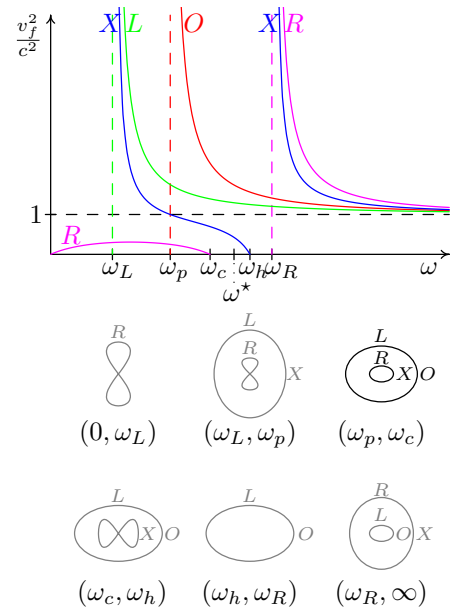 v_f^2/c^2
X L O X R
1
R
ω_L ω_p ω_c ω_h ω_R ω
ω^⋆
R L R X L R X O
(0, ω_L) (ω_L, ω_p) (ω_p, ω_c)
L X O L O R L O X
(ω_c, ω_h) (ω_h, ω_R) (ω_R, ∞)